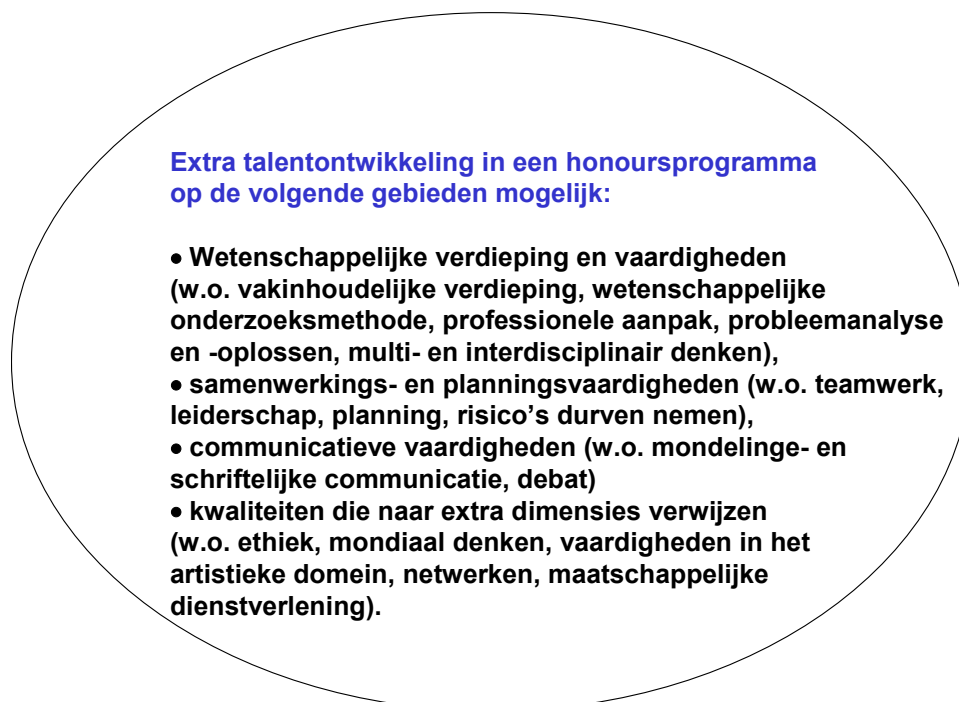 Extra talentontwikkeling in een honoursprogramma
op de volgende gebieden mogelijk:
• Wetenschappelijke verdieping en vaardigheden
(w.o. vakinhoudelijke verdieping, wetenschappelijke
onderzoeksmethode, professionele aanpak, probleemanalyse
en -oplossen, multi- en interdisciplinair denken),
• samenwerkings- en planningsvaardigheden (w.o. teamwerk,
leiderschap, planning, risico’s durven nemen),
• communicatieve vaardigheden (w.o. mondelinge- en
schriftelijke communicatie, debat)
• kwaliteiten die naar extra dimensies verwijzen
(w.o. ethiek, mondiaal denken, vaardigheden in het
artistieke domein, netwerken, maatschappelijke
dienstverlening).